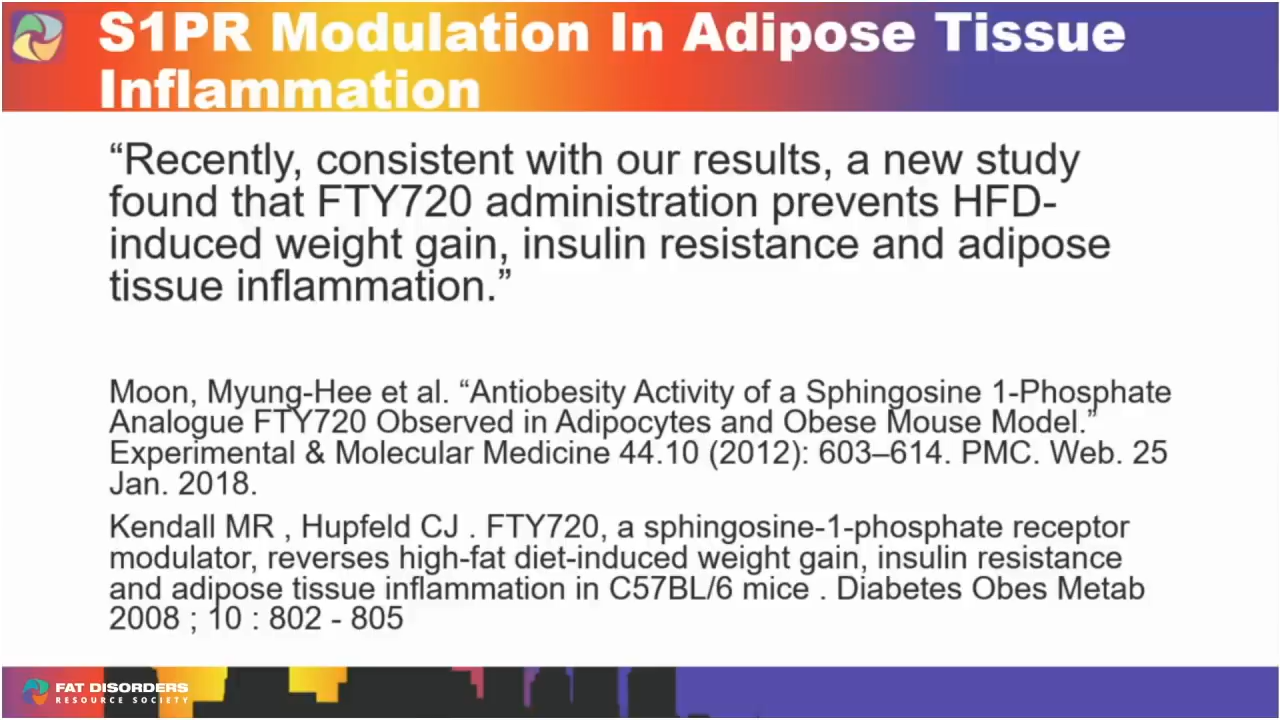 S1PR Modulation In Adipose Tissue
Inflammation
“Recently, consistent with our results, a new study
found that FTY720 administration prevents HFD-
induced weight gain, insulin resistance and adipose
tissue inflammation.”
Moon, Myung-Hee et al. “Antiobesity Activity of a Sphingosine 1-Phosphate
Analogue FTY720 Observed in Adipocytes and Obese Mouse Model.”
Experimental & Molecular Medicine 44.10 (2012): 603–614. PMC. Web. 25
Jan. 2018.
Kendall MR , Hupfeld CJ . FTY720, a sphingosine-1-phosphate receptor
modulator, reverses high-fat diet-induced weight gain, insulin resistance
and adipose tissue inflammation in C57BL/6 mice . Diabetes Obes Metab
2008 ; 10 : 802 - 805
FAT DISORDERS
RESOURCE SOCIETY